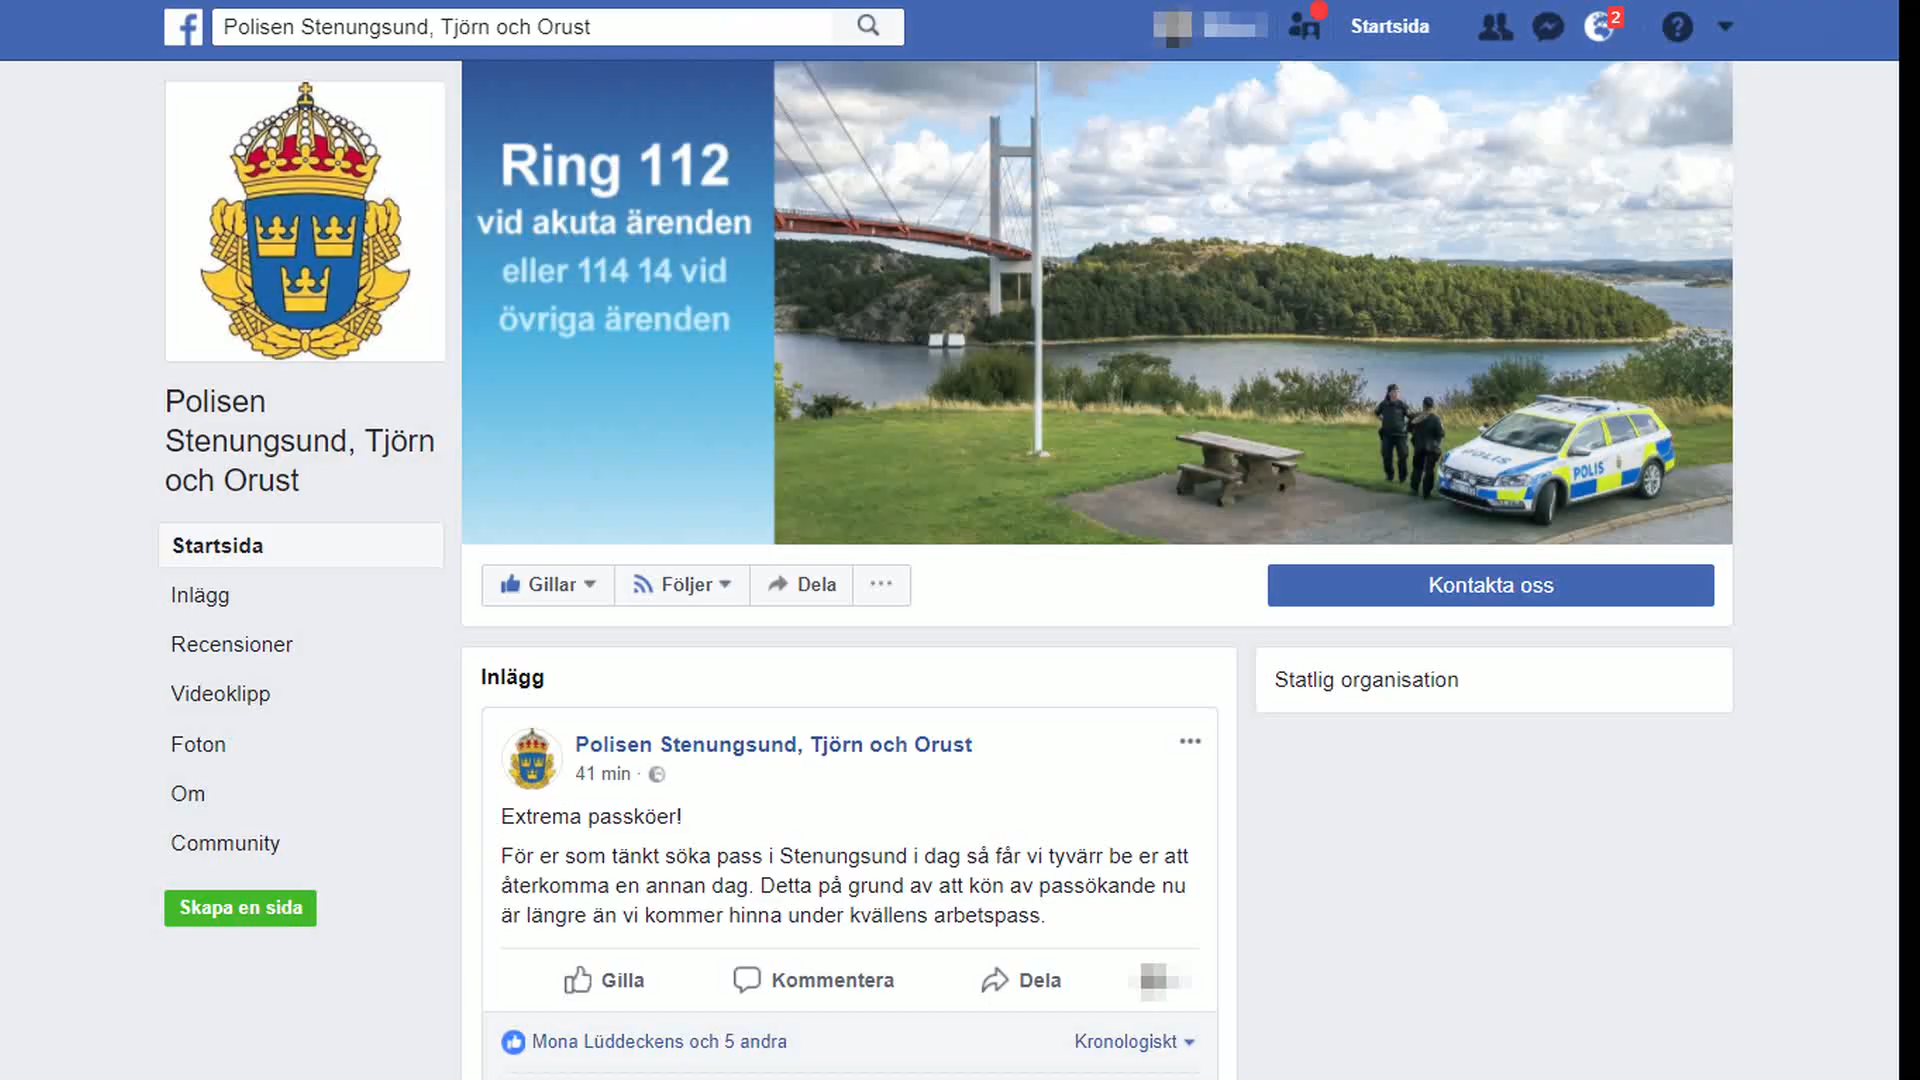 Polisen Stenungsund, Tjörn och Orust
Startsida
2
Ring 112
vid akuta ärenden
eller 114 14 vid
övriga ärenden
POLIS
POLIS
Polisen
Stenungsund, Tjörn
och Orust
Startsida
Inlägg
Recensioner
Videoklipp
Foton
Om
Community
Skapa en sida
Gillar
Följer
Dela
Kontakta oss
Inlägg
Statlig organisation
Polisen Stenungsund, Tjörn och Orust
41 min ·
Extrema passköer!
För er som tänkt söka pass i Stenungsund i dag så får vi tyvärr be er att
återkomma en annan dag. Detta på grund av att kön av passökande nu
är längre än vi kommer hinna under kvällens arbetspass.
Gilla
Kommentera
Dela
Mona Lüddeckens och 5 andra
Kronologiskt